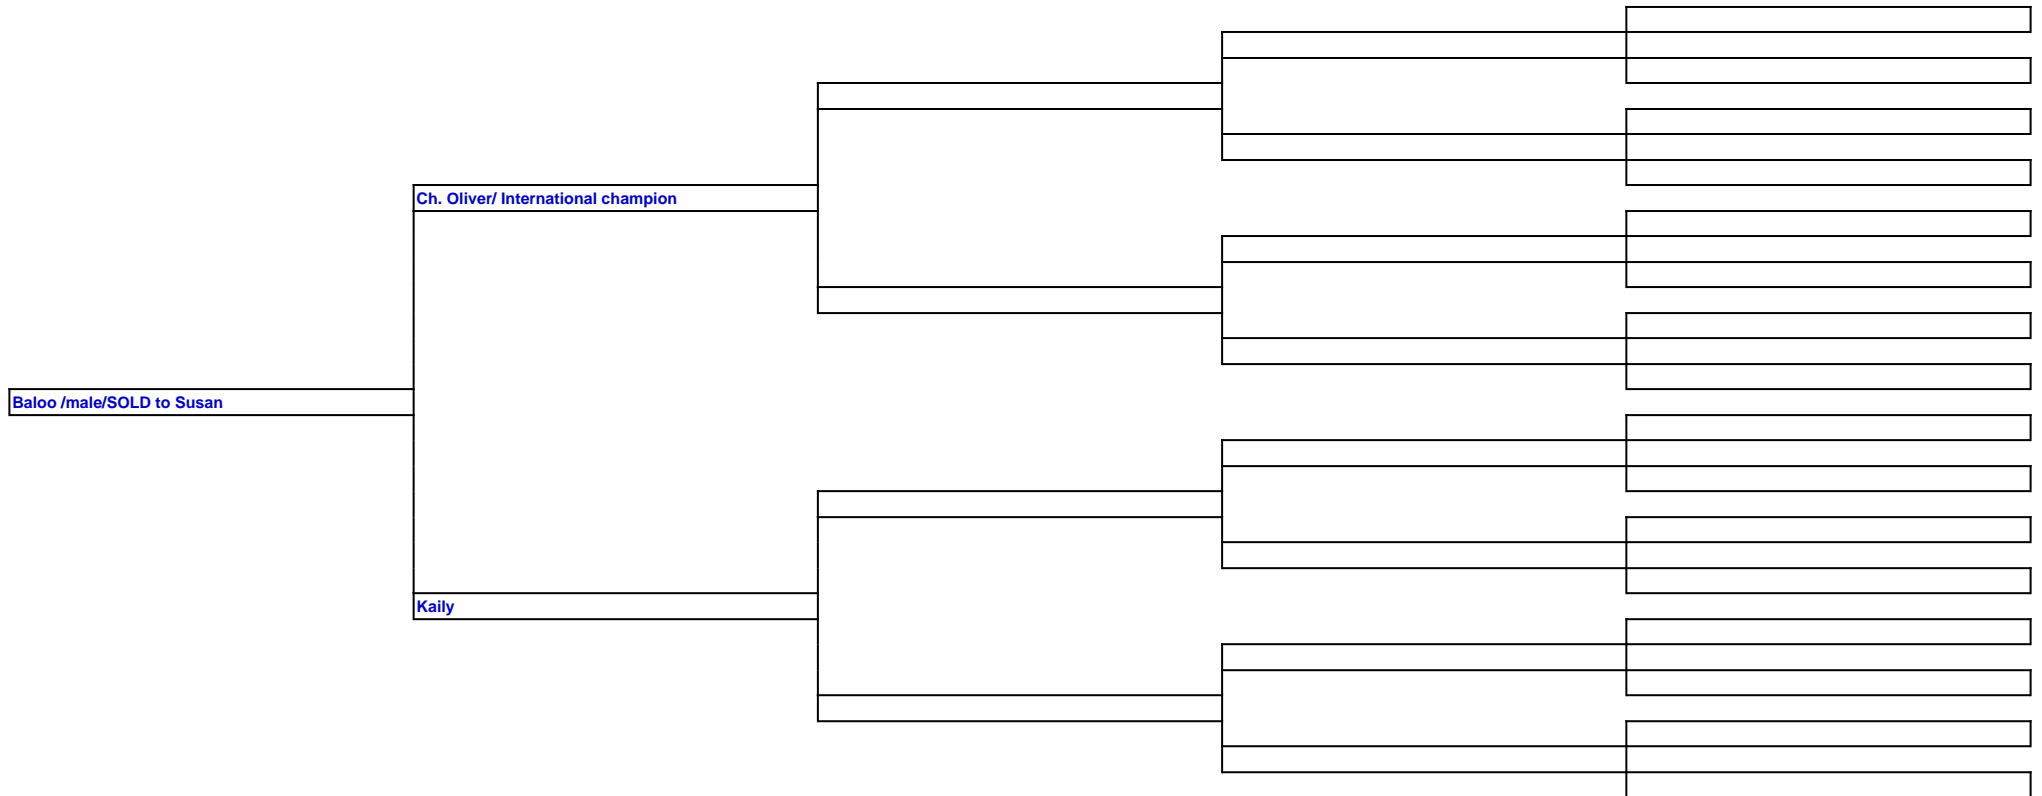 Ch. Oliver/ International champion
Baloo /male/SOLD to Susan
Kaily